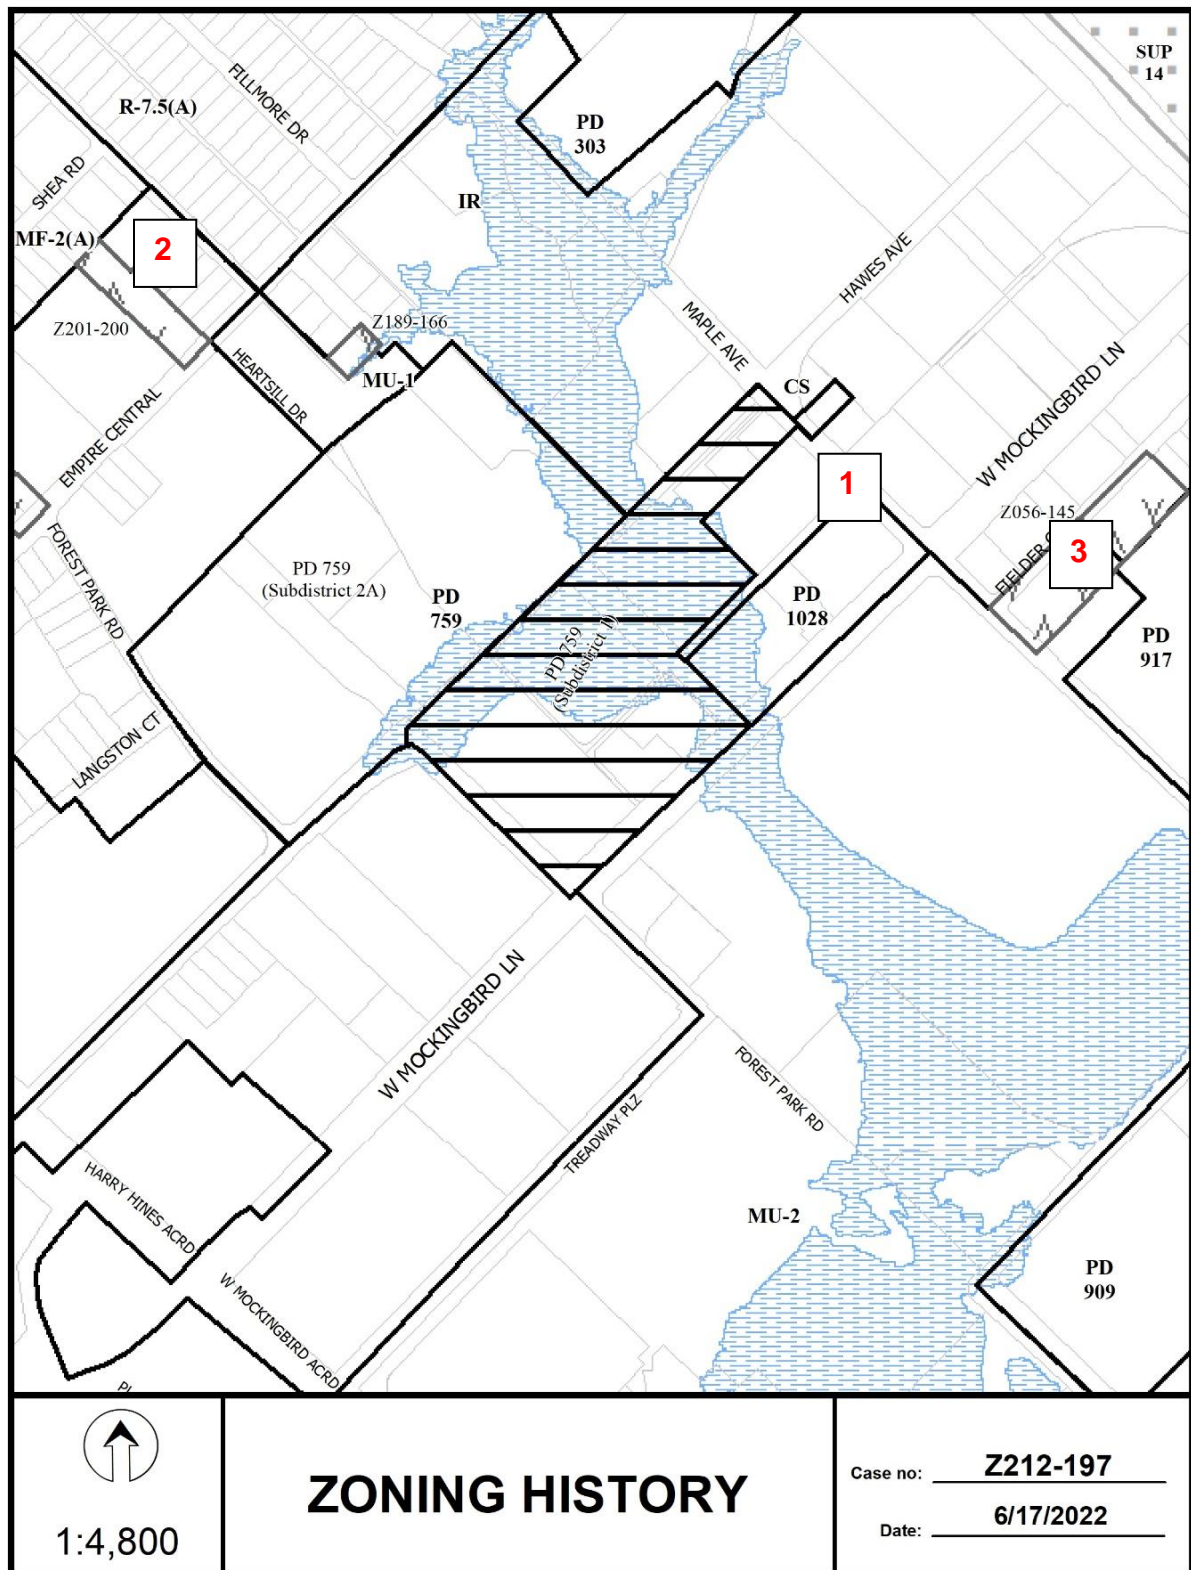 SUP
14
FILLMORE DR
R-7.5(A)
PD
303
SHEA RD
IR
MF-2(A)
2
HAWES AVE
Z201-200
Z189-166
MAPLE AVE
HEARTSILL DR
MU-1
CS
W MOCKINGBIRD LN
EMPIRE CENTRAL
1
Z056-145
FOREST PARK RD
3
PD 759
(Subdistrict 2A)
PD
759
PD
1028
PD 759
PD
917
LANGSTON CT
W MOCKINGBIRD LN
FOREST PARK RD
TREADWAY PLZ
HARRY HINES ACRD
MU-2
W MOCKINGBIRD ACRD
PD
909
1:4,800
ZONING HISTORY
Case no: Z212-197
Date: 6/17/2022